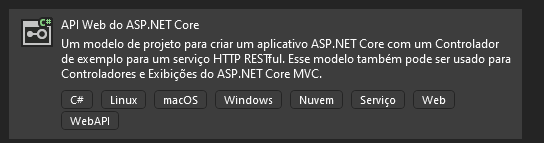 C#
API Web do ASP.NET Core
Um modelo de projeto para criar um aplicativo ASP.NET Core com um Controlador
de exemplo para um serviço HTTP RESTful. Esse modelo também pode ser usado para
Controladores e Exibições do ASP.NET Core MVC.
C# Linux macOS Windows Nuvem Serviço Web
WebAPI